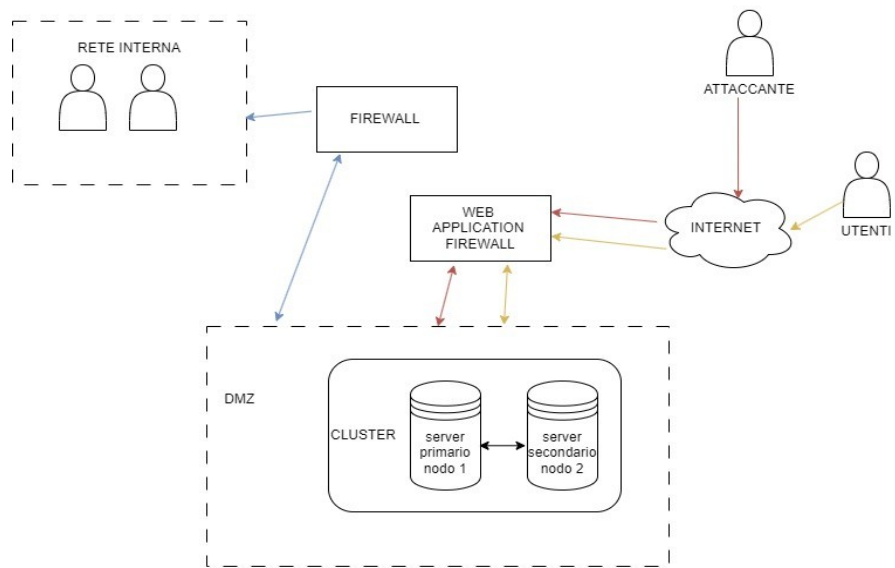 RETE INTERNA
ATTACCANTE
FIREWALL
WEB
APPLICATION
FIREWALL
INTERNET
UTENTI
DMZ
CLUSTER
server
primario
nodo 1
server
secondario
nodo 2